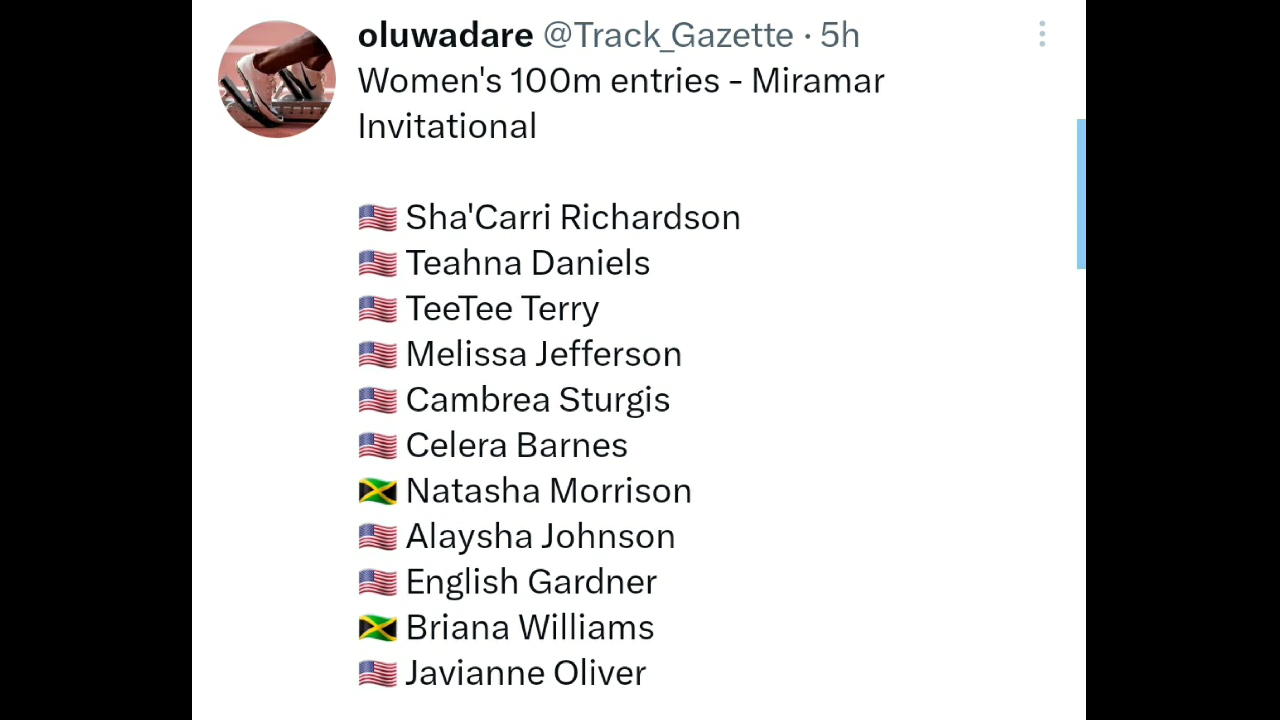 oluwadare @Track_Gazette · 5h
Women's 100m entries - Miramar
Invitational
🇺🇸 Sha'Carri Richardson
🇺🇸 Teahna Daniels
🇺🇸 TeeTee Terry
🇺🇸 Melissa Jefferson
🇺🇸 Cambrea Sturgis
🇺🇸 Celera Barnes
🇯🇲 Natasha Morrison
🇺🇸 Alaysha Johnson
🇺🇸 English Gardner
🇯🇲 Briana Williams
🇺🇸 Javianne Oliver